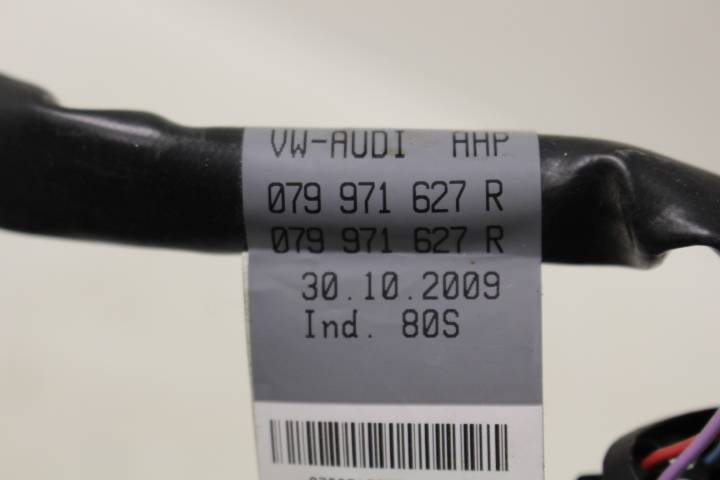 VW-AUDI AHP
079 971 627 R
079 971 627 R
30.10.2009
Ind. 80S